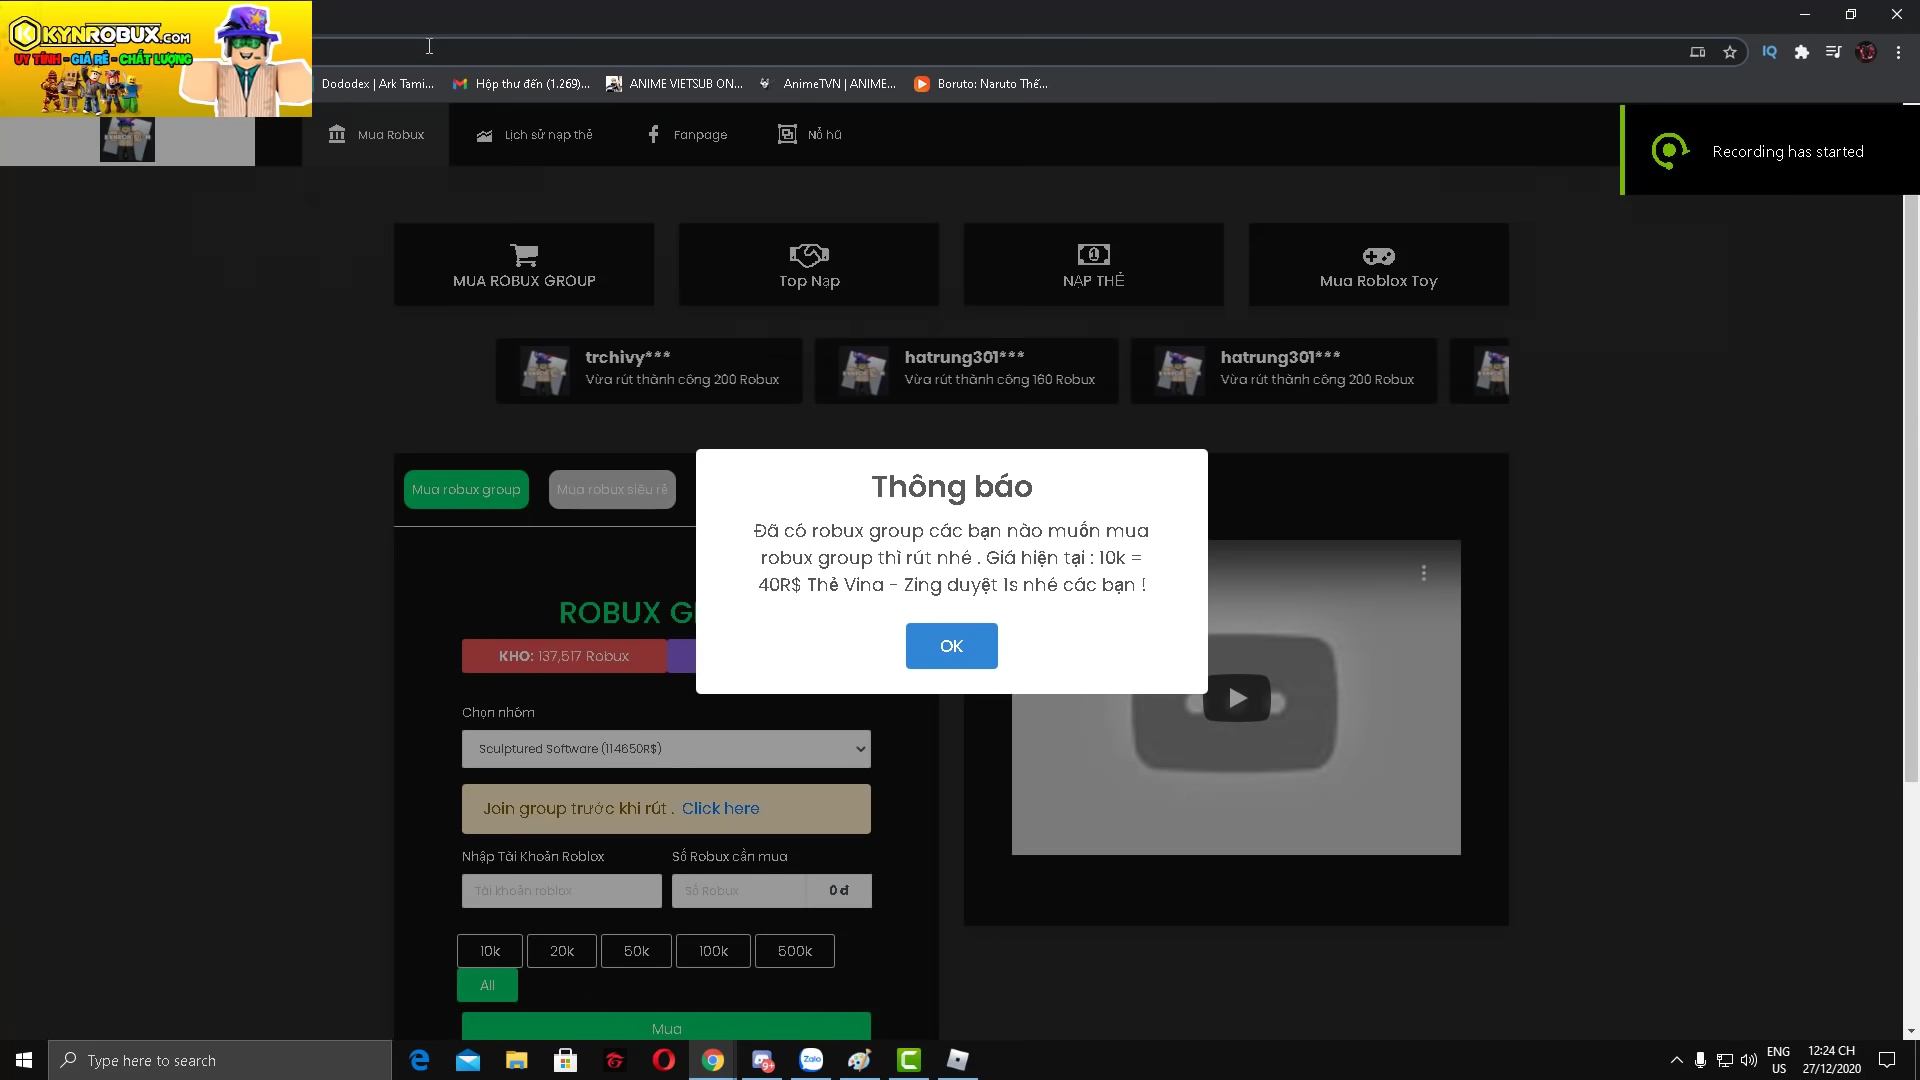 KYNROBUX.COM
UY TÍNH - GIÁ RẺ - CHẤT LƯỢNG
Dododex | Ark Tami...
Hộp thư đến (1.269)...
ANIME VIETSUB ON...
AnimeTVN | ANIME...
Boruto: Naruto Thế...
Mua Robux
Lịch sử nạp thẻ
Fanpage
Nổ hũ
Recording has started
MUA ROBUX GROUP
Top Nạp
NẠP THẺ
Mua Roblox Toy
trchivy***
Vừa rút thành công 200 Robux
hatrung301***
Vừa rút thành công 160 Robux
hatrung301***
Vừa rút thành công 200 Robux
Mua robux group
Mua robux siêu rẻ
Thông báo
Đã có robux group các bạn nào muốn mua
robux group thì rút nhé . Giá hiện tại : 10k =
40R$ Thẻ Vina - Zing duyệt 1s nhé các bạn !
OK
ROBUX G
KHO: 137,517 Robux
Chọn nhóm
Sculptured Software (114650R$)
Join group trước khi rút . Click here
Nhập Tài Khoản Roblox
Số Robux cần mua
Tài khoản roblox
Số Robux
0 đ
10k
20k
50k
100k
500k
All
Mua
Type here to search
9+
Zalo
ENG
US
12:24 CH
27/12/2020